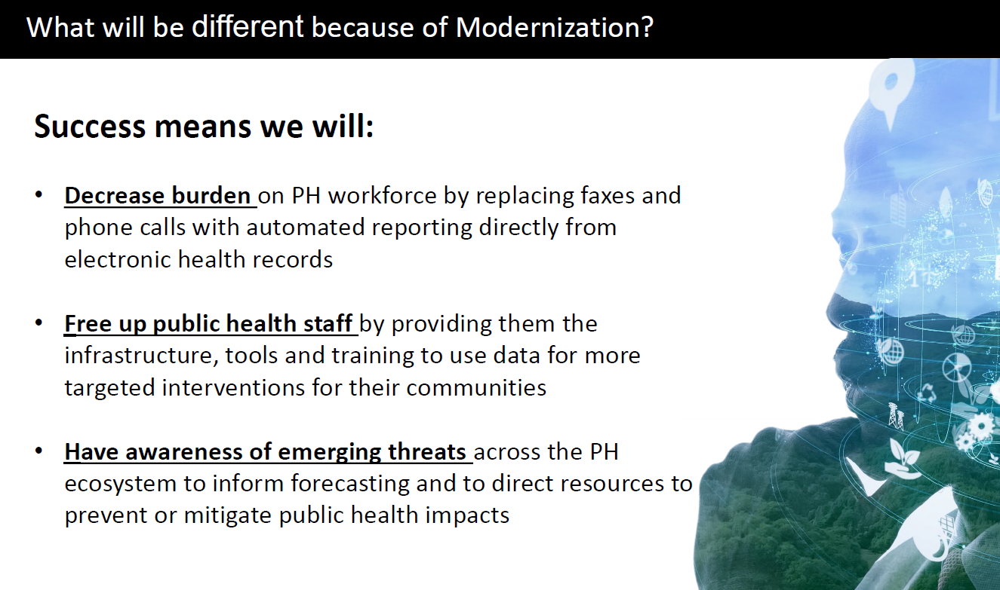 What will be different because of Modernization?
Success means we will:
• Decrease burden on PH workforce by replacing faxes and
phone calls with automated reporting directly from
electronic health records
• Free up public health staff by providing them the
infrastructure, tools and training to use data for more
targeted interventions for their communities
• Have awareness of emerging threats across the PH
ecosystem to inform forecasting and to direct resources to
prevent or mitigate public health impacts